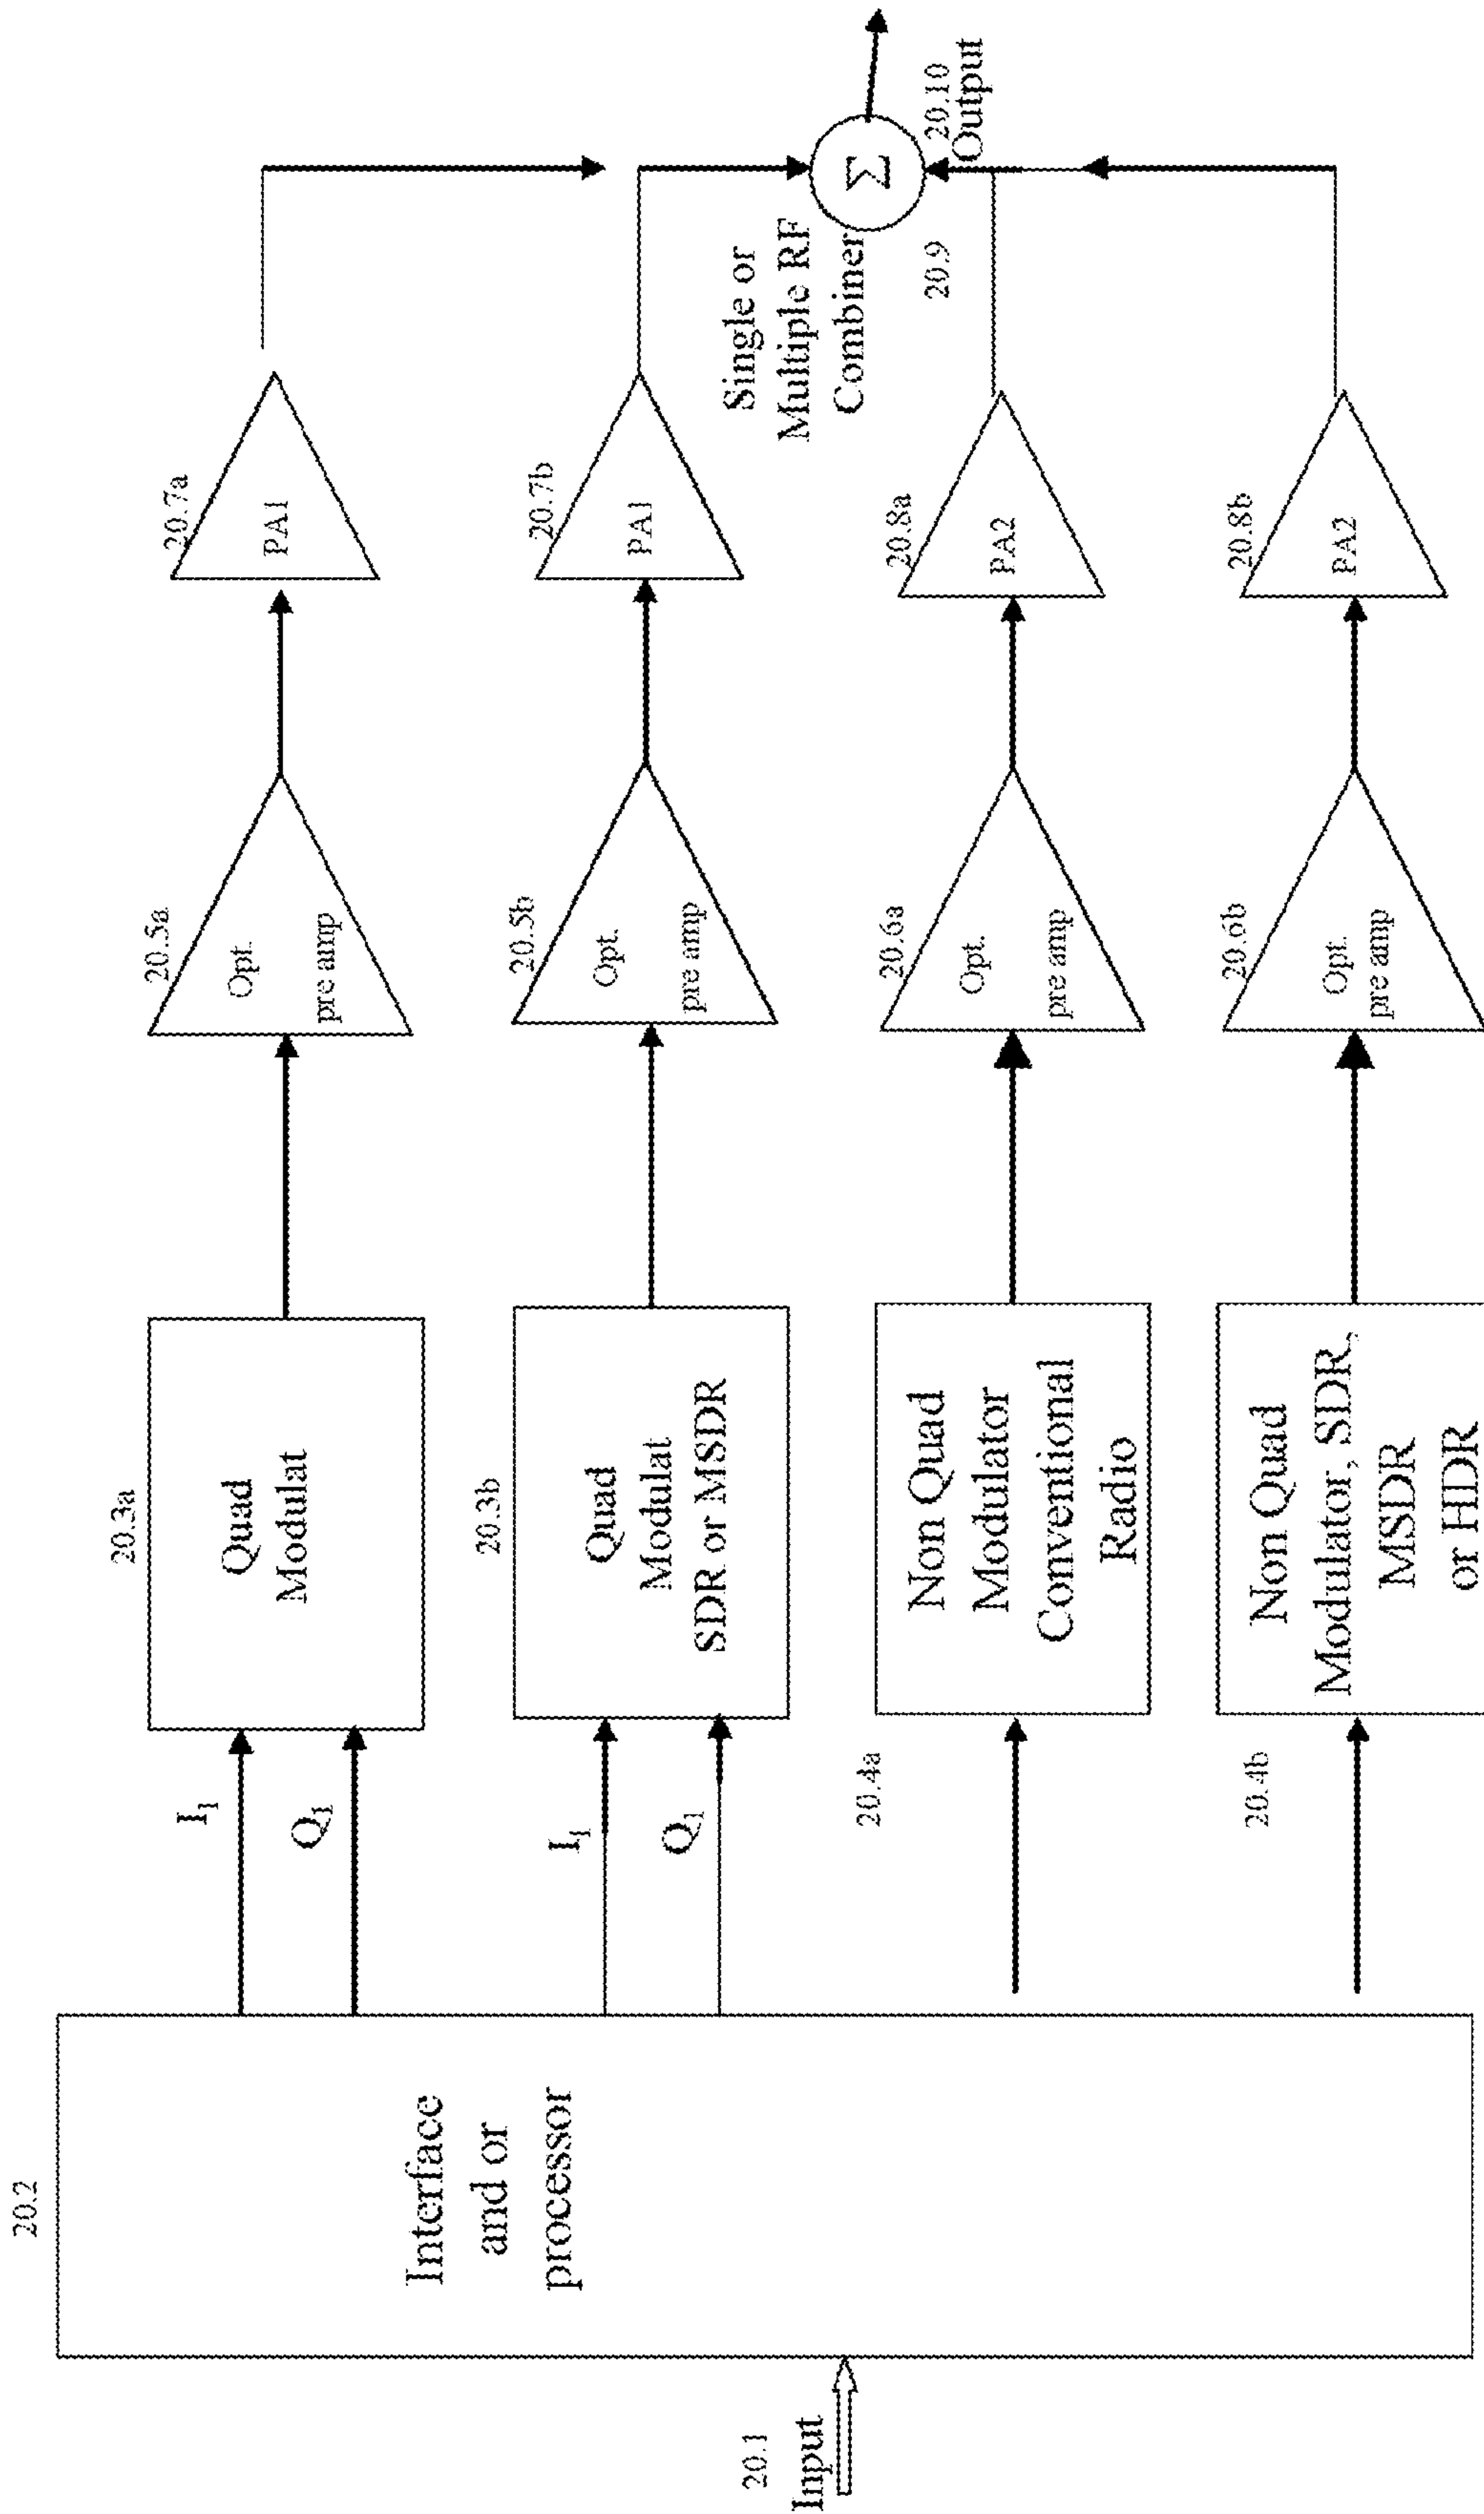 20.1
Input
20.2
Interface
and or
processor
I1
Q1
20.3a
Quad
Modulat
20.5a
Opt.
pre amp
20.7a
PA1
I1
Q1
20.3b
Quad
Modulat
SDR or MSDR
20.5b
Opt.
pre amp
20.7b
PA1
Single or
Multiple RF
Combiner
Σ
20.9
20.10
Output
20.4a
Non Quad
Modulator
Conventional
Radio
20.6a
Opt.
pre amp
20.8a
PA2
20.4b
Non Quad
Modulator, SDR,
MSDR
or HDR
20.6b
Opt.
pre amp
20.8b
PA2